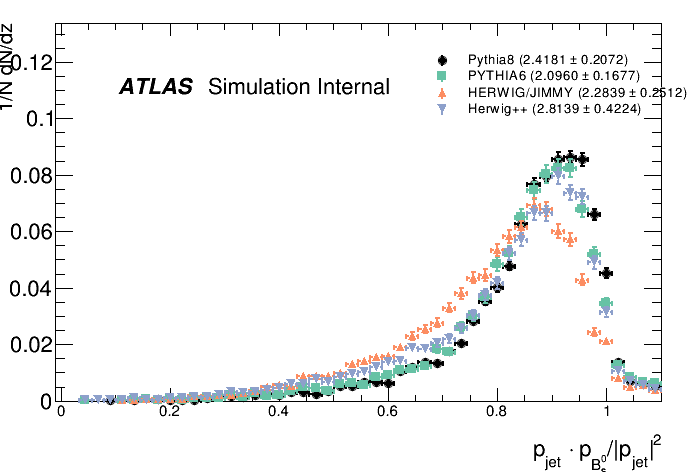 1/N dN/dz
0.12
0.1
0.08
0.06
0.04
0.02
0
ATLAS Simulation Internal
Pythia8 (2.4181 ± 0.2072)
PYTHIA6 (2.0960 ± 0.1677)
HERWIG/JIMMY (2.2839 ± 0.2512)
Herwig++ (2.8139 ± 0.4224)
0 0.2 0.4 0.6 0.8 1
p_jet · p_B_s^0/|p_jet|^2